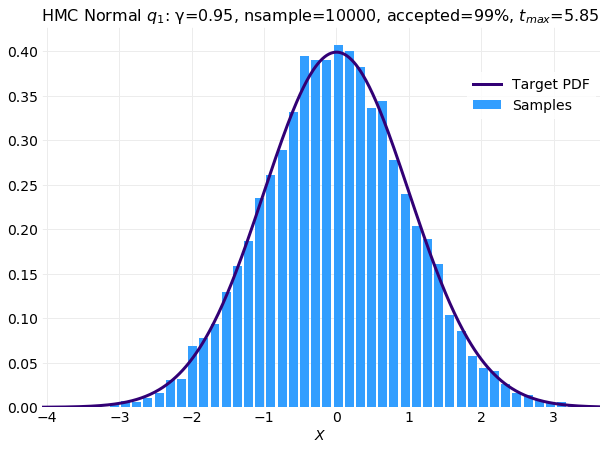 HMC Normal q₁: γ=0.95, nsample=10000, accepted=99%, tₘₐₓ=5.85
0.40
0.35
0.30
0.25
0.20
0.15
0.10
0.05
0.00
Target PDF
Samples
−4 −3 −2 −1 0 1 2 3
X